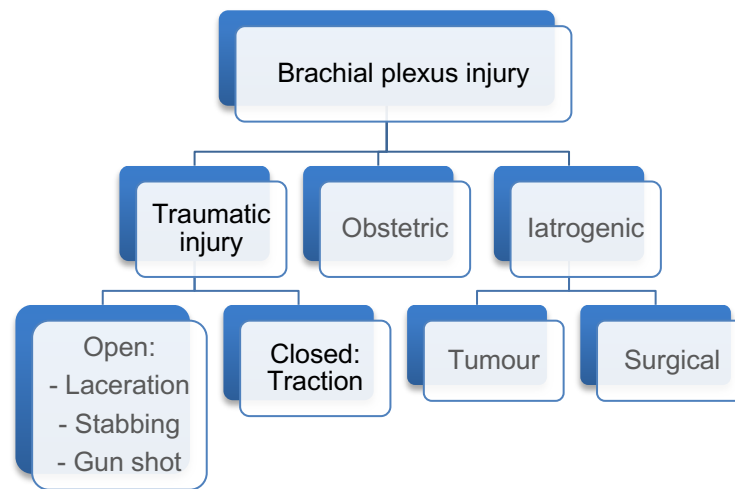 Brachial plexus injury
Traumatic
injury
Obstetric
Iatrogenic
Open:
- Laceration
- Stabbing
- Gun shot
Closed:
Traction
Tumour
Surgical